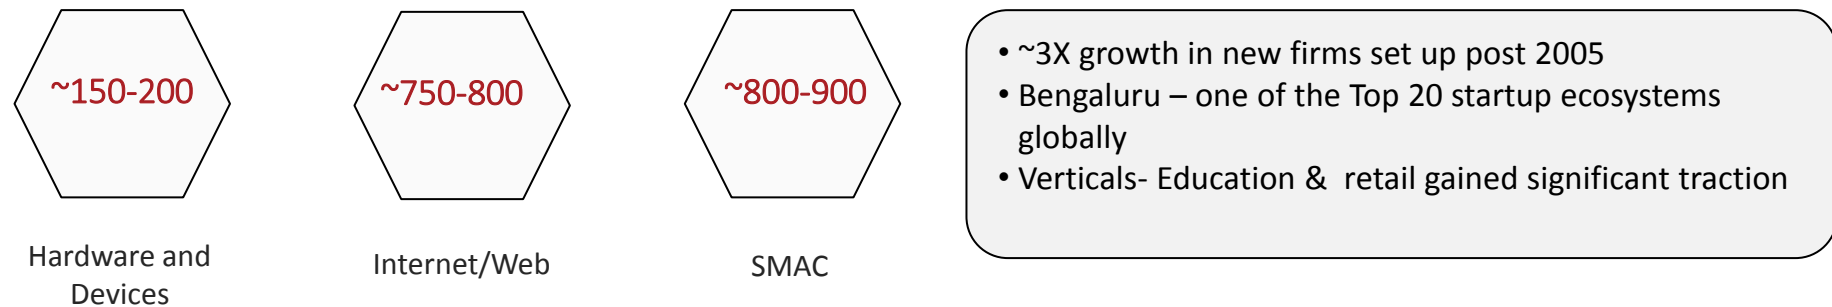 ~150-200
~750-800
~800-900
Hardware and
Devices
Internet/Web
SMAC
• ~3X growth in new firms set up post 2005
• Bengaluru – one of the Top 20 startup ecosystems
globally
• Verticals- Education &  retail gained significant traction